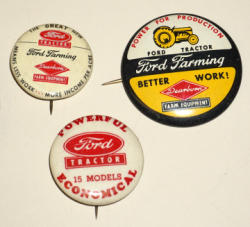 THE GREAT NEW
Ford
TRACTOR
Ford Farming
Dearborn
FARM EQUIPMENT
MEANS LESS WORK... MORE INCOME PER ACRE
POWER FOR PRODUCTION
FORD TRACTOR
Ford Farming
BETTER WORK!
Dearborn
FARM EQUIPMENT
POWERFUL
Ford
TRACTOR
15 MODELS
ECONOMICAL